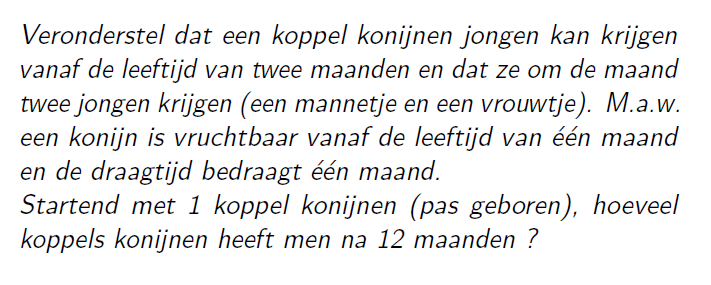 Veronderstel dat een koppel konijnen jongen kan krijgen
vanaf de leeftijd van twee maanden en dat ze om de maand
twee jongen krijgen (een mannetje en een vrouwtje). M.a.w.
een konijn is vruchtbaar vanaf de leeftijd van één maand
en de draagtijd bedraagt één maand.
Startend met 1 koppel konijnen (pas geboren), hoeveel
koppels konijnen heeft men na 12 maanden ?